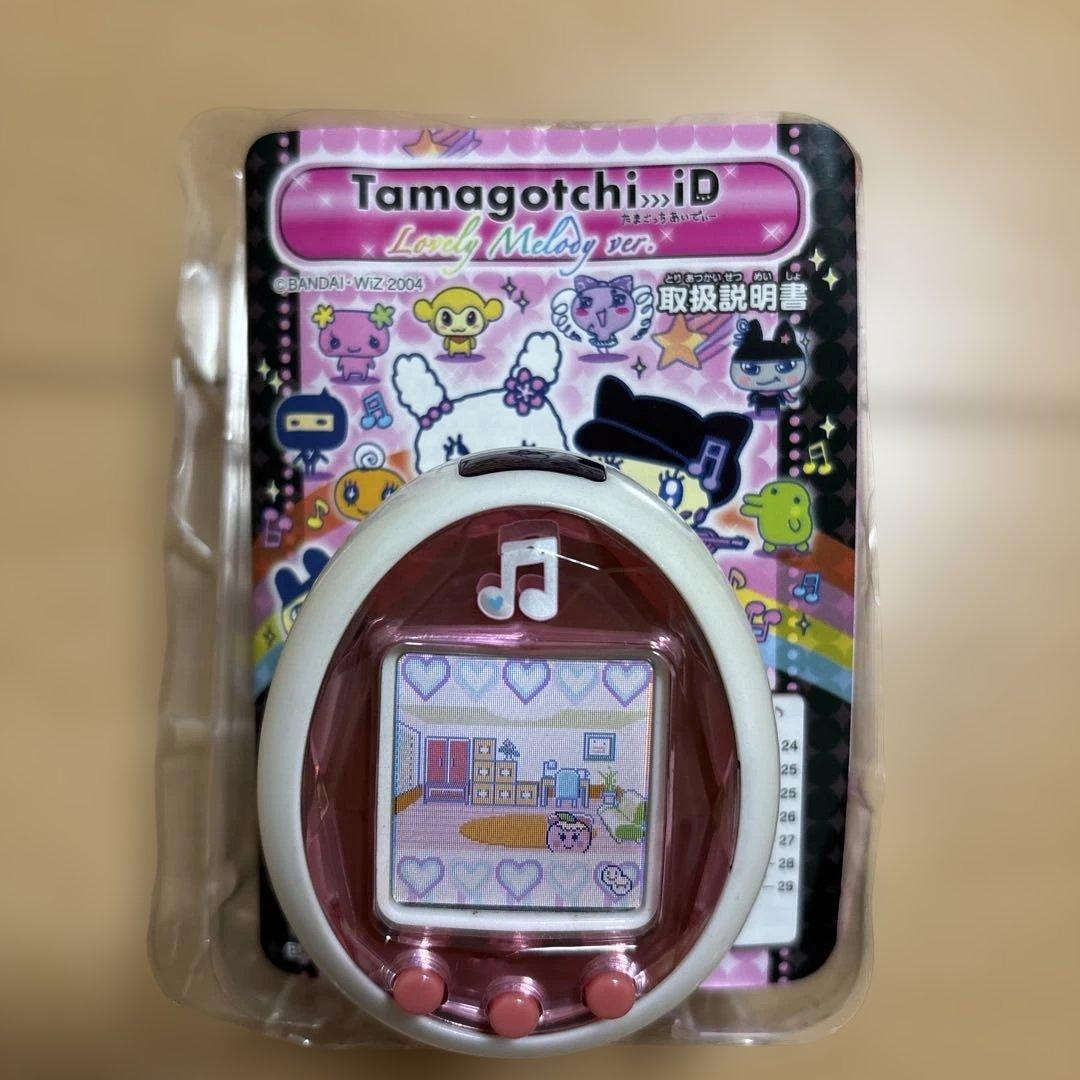 Tamagotchi›››iD
たまごっち あいでぃー
Lovely Melody ver.
©BANDAI・WiZ 2004
とり あつかい せつ めい しょ
取扱説明書
24
25
25
26
27
28
29